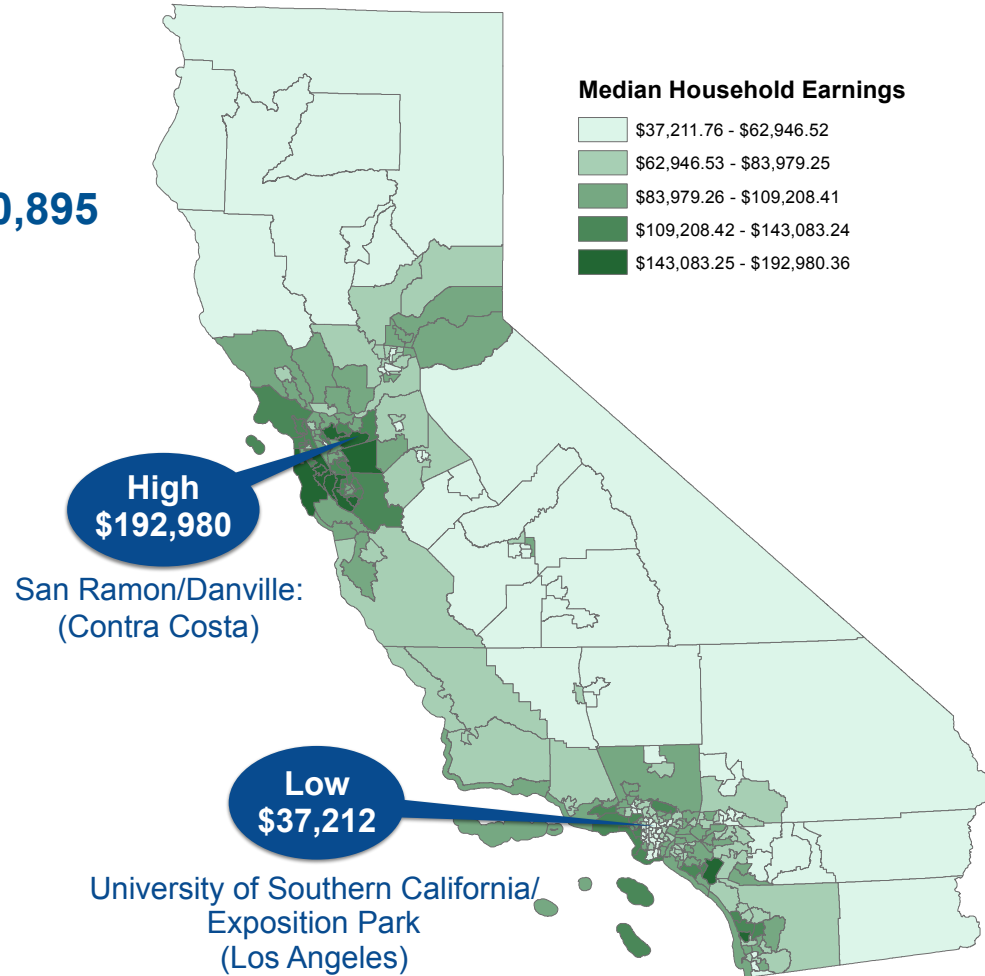 Median Household Earnings
$37,211.76 - $62,946.52
$62,946.53 - $83,979.25
0,895
$83,979.26 - $109,208.41
$109,208.42 - $143,083.24
$143,083.25 - $192,980.36
High
$192,980
San Ramon/Danville:
(Contra Costa)
Low
$37,212
University of Southern California/
Exposition Park
(Los Angeles)